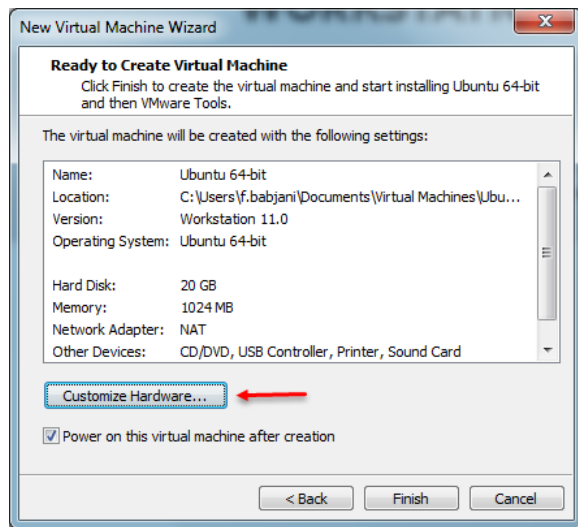 New Virtual Machine Wizard
Ready to Create Virtual Machine
Click Finish to create the virtual machine and start installing Ubuntu 64-bit
and then VMware Tools.
The virtual machine will be created with the following settings:
Name: Ubuntu 64-bit
Location: C:\Users\f.babjani\Documents\Virtual Machines\Ubu...
Version: Workstation 11.0
Operating System: Ubuntu 64-bit
Hard Disk: 20 GB
Memory: 1024 MB
Network Adapter: NAT
Other Devices: CD/DVD, USB Controller, Printer, Sound Card
Customize Hardware...
Power on this virtual machine after creation
< Back Finish Cancel